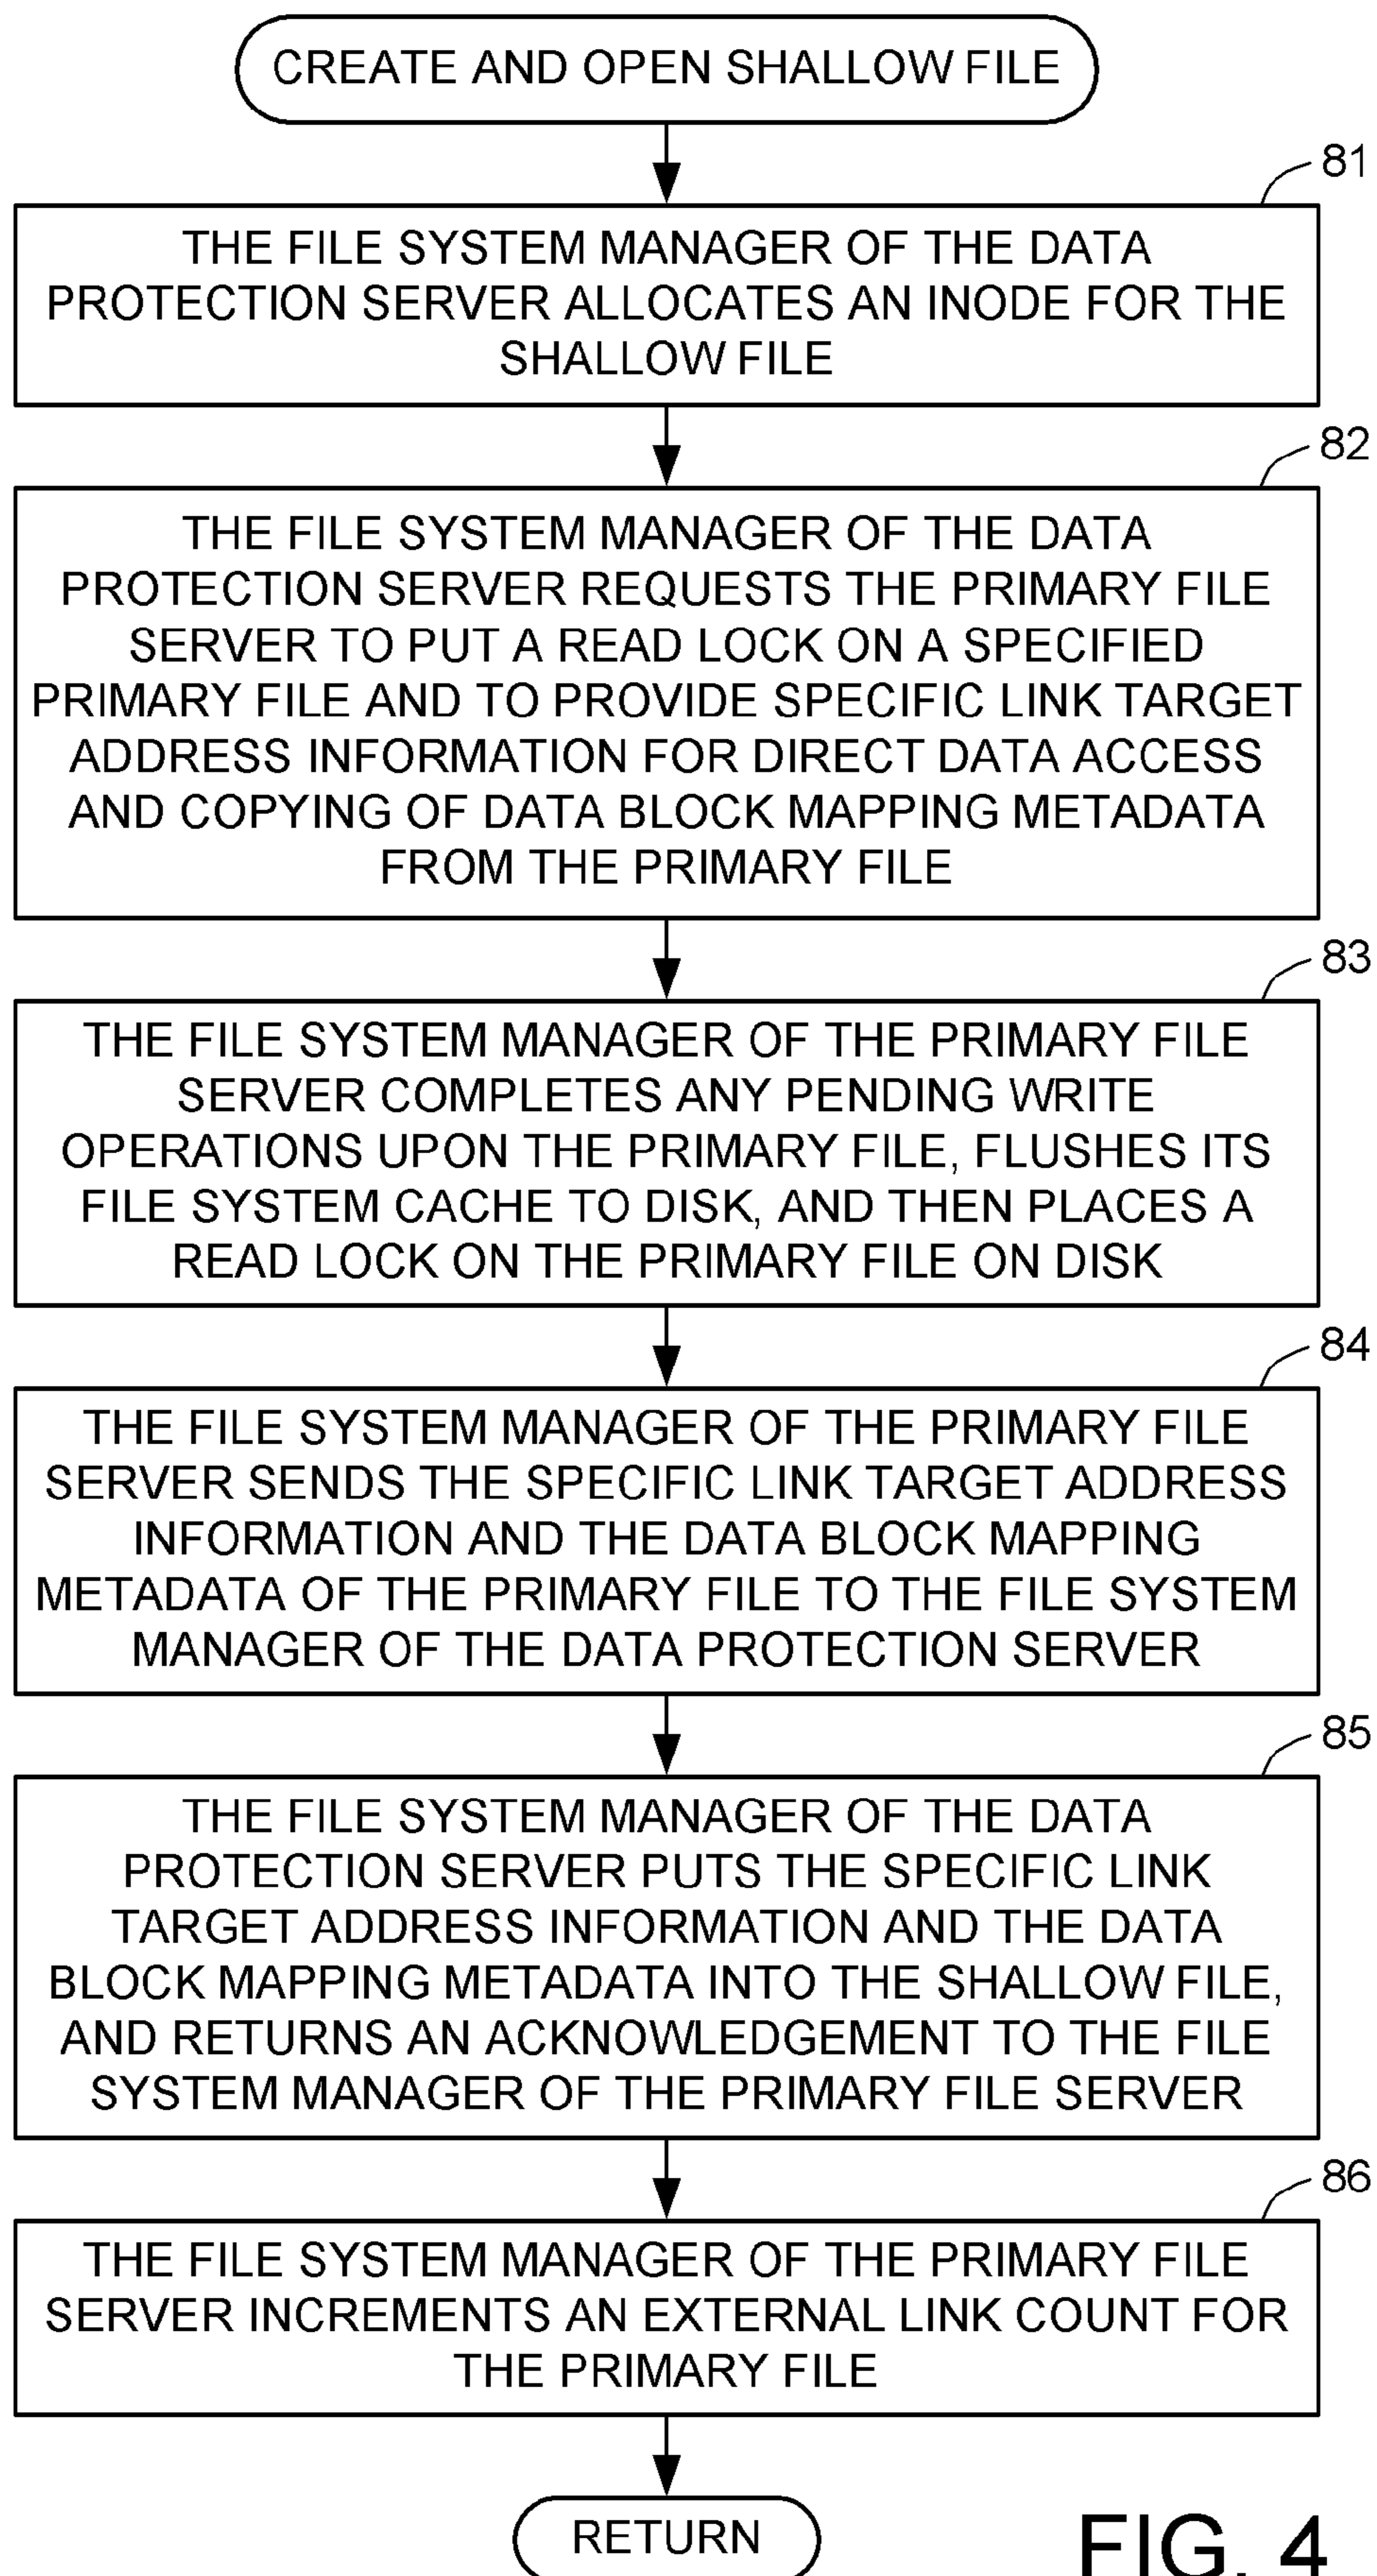 CREATE AND OPEN SHALLOW FILE
81
THE FILE SYSTEM MANAGER OF THE DATA
PROTECTION SERVER ALLOCATES AN INODE FOR THE
SHALLOW FILE
82
THE FILE SYSTEM MANAGER OF THE DATA
PROTECTION SERVER REQUESTS THE PRIMARY FILE
SERVER TO PUT A READ LOCK ON A SPECIFIED
PRIMARY FILE AND TO PROVIDE SPECIFIC LINK TARGET
ADDRESS INFORMATION FOR DIRECT DATA ACCESS
AND COPYING OF DATA BLOCK MAPPING METADATA
FROM THE PRIMARY FILE
83
THE FILE SYSTEM MANAGER OF THE PRIMARY FILE
SERVER COMPLETES ANY PENDING WRITE
OPERATIONS UPON THE PRIMARY FILE, FLUSHES ITS
FILE SYSTEM CACHE TO DISK, AND THEN PLACES A
READ LOCK ON THE PRIMARY FILE ON DISK
84
THE FILE SYSTEM MANAGER OF THE PRIMARY FILE
SERVER SENDS THE SPECIFIC LINK TARGET ADDRESS
INFORMATION AND THE DATA BLOCK MAPPING
METADATA OF THE PRIMARY FILE TO THE FILE SYSTEM
MANAGER OF THE DATA PROTECTION SERVER
85
THE FILE SYSTEM MANAGER OF THE DATA
PROTECTION SERVER PUTS THE SPECIFIC LINK
TARGET ADDRESS INFORMATION AND THE DATA
BLOCK MAPPING METADATA INTO THE SHALLOW FILE,
AND RETURNS AN ACKNOWLEDGEMENT TO THE FILE
SYSTEM MANAGER OF THE PRIMARY FILE SERVER
86
THE FILE SYSTEM MANAGER OF THE PRIMARY FILE
SERVER INCREMENTS AN EXTERNAL LINK COUNT FOR
THE PRIMARY FILE
RETURN
FIG. 4